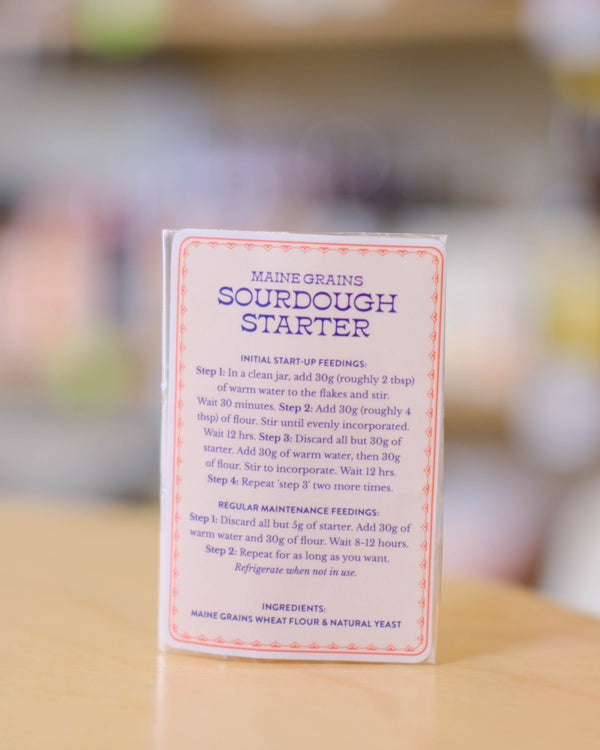 MAINE GRAINS
SOURDOUGH
STARTER
INITIAL START-UP FEEDINGS:
Step 1: In a clean jar, add 30g (roughly 2 tbsp)
of warm water to the flakes and stir.
Wait 30 minutes. Step 2: Add 30g (roughly 4
tbsp) of flour. Stir until evenly incorporated.
Wait 12 hrs. Step 3: Discard all but 30g of
starter. Add 30g of warm water, then 30g
of flour. Stir to incorporate. Wait 12 hrs.
Step 4: Repeat 'step 3' two more times.
REGULAR MAINTENANCE FEEDINGS:
Step 1: Discard all but 5g of starter. Add 30g of
warm water and 30g of flour. Wait 8-12 hours.
Step 2: Repeat for as long as you want.
Refrigerate when not in use.
INGREDIENTS:
MAINE GRAINS WHEAT FLOUR & NATURAL YEAST